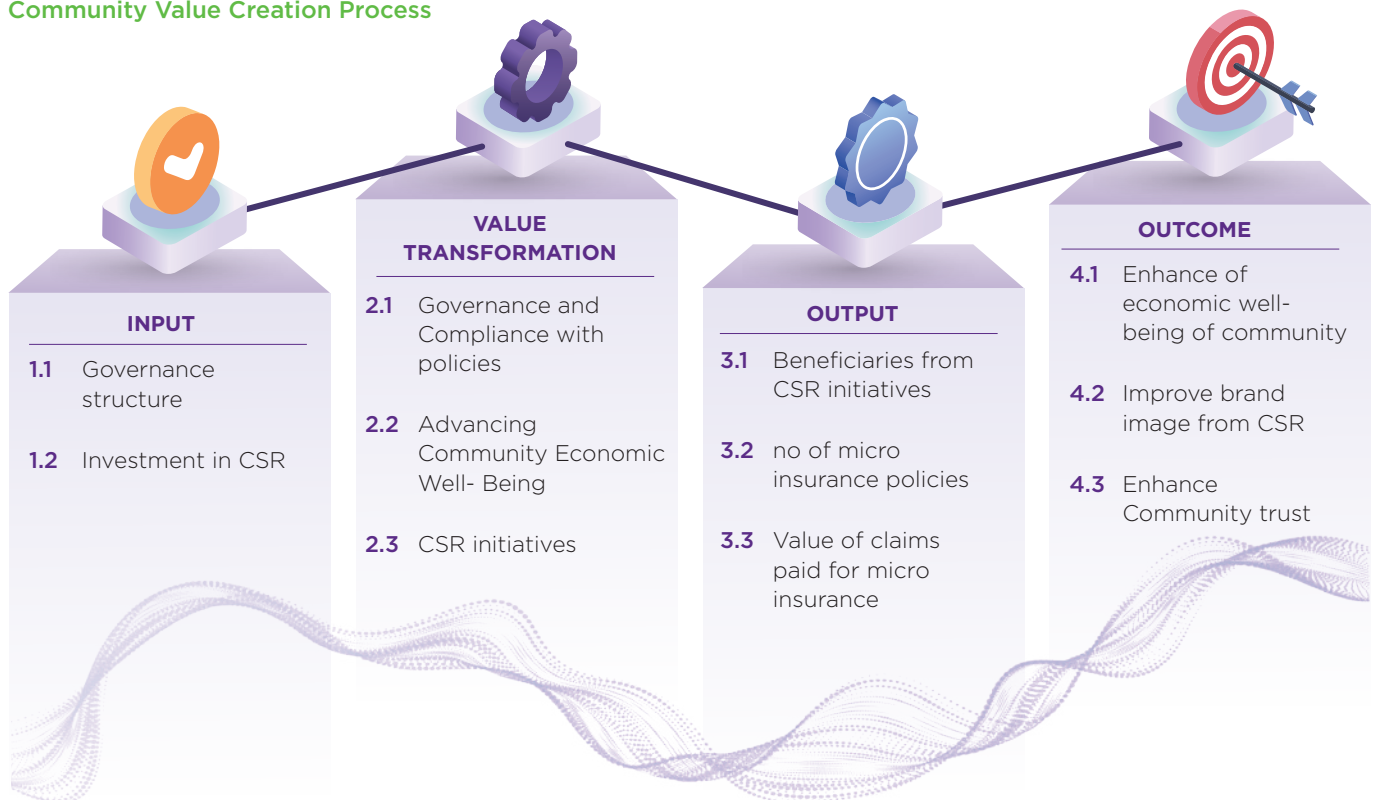 Community Value Creation Process
INPUT
1.1 Governance
structure
1.2 Investment in CSR
VALUE
TRANSFORMATION
2.1 Governance and
Compliance with
policies
2.2 Advancing
Community Economic
Well- Being
2.3 CSR initiatives
OUTPUT
3.1 Beneficiaries from
CSR initiatives
3.2 no of micro
insurance policies
3.3 Value of claims
paid for micro
insurance
OUTCOME
4.1 Enhance of
economic well-
being of community
4.2 Improve brand
image from CSR
4.3 Enhance
Community trust